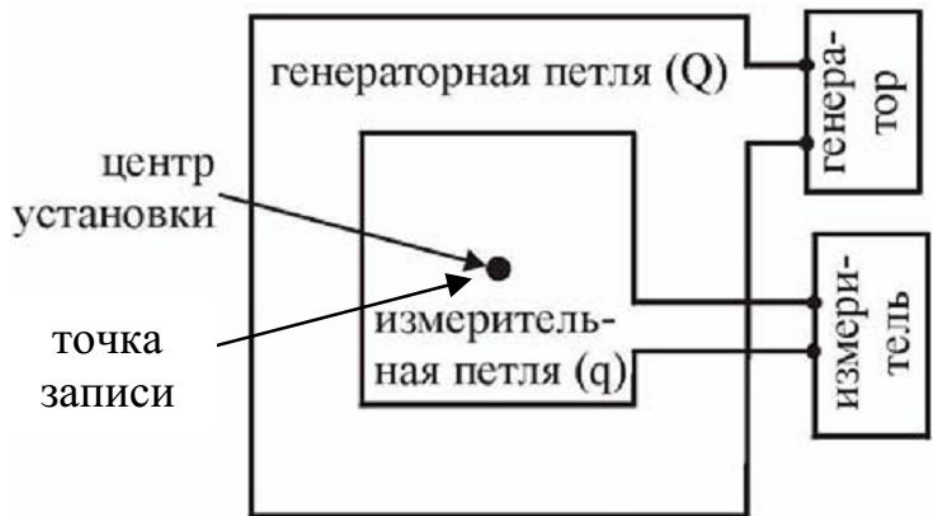 генераторная петля (Q)
генера-
тор
центр
установки
точка
записи
измеритель-
ная петля (q)
измери-
тель